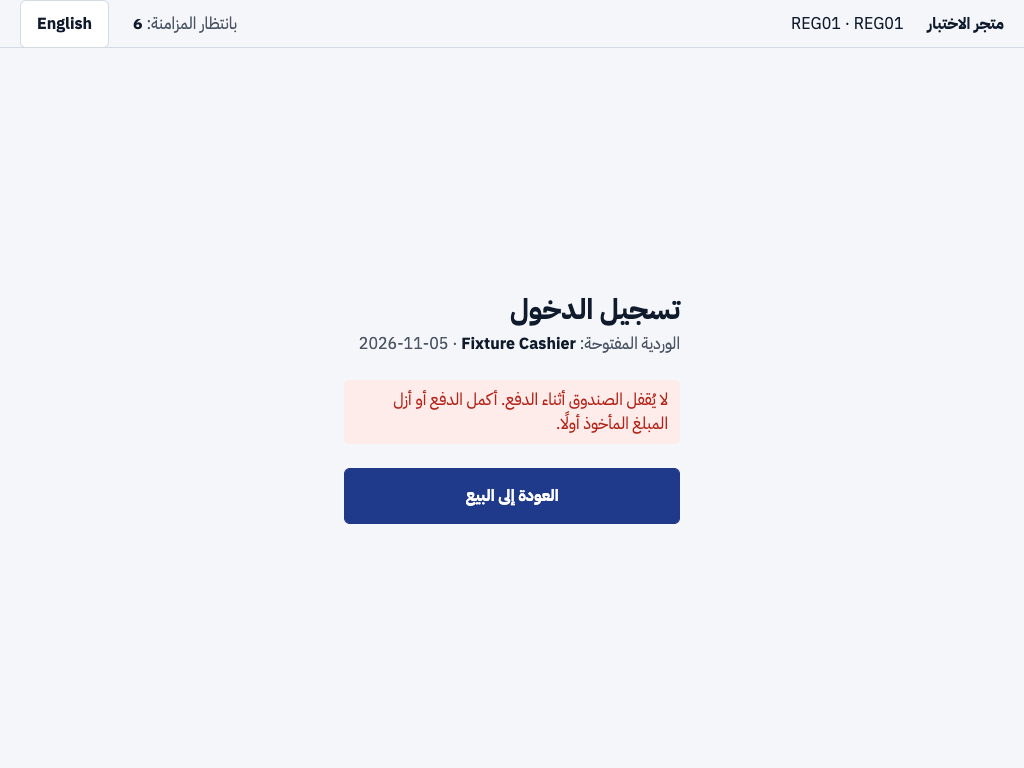 متجر الاختبار
REG01 · REG01
بانتظار المزامنة: 6
English
تسجيل الدخول
الوردية المفتوحة: Fixture Cashier · 2026-11-05
لا يُقفل الصندوق أثناء الدفع. أكمل الدفع أو أزل
المبلغ المأخوذ أولًا.
العودة إلى البيع